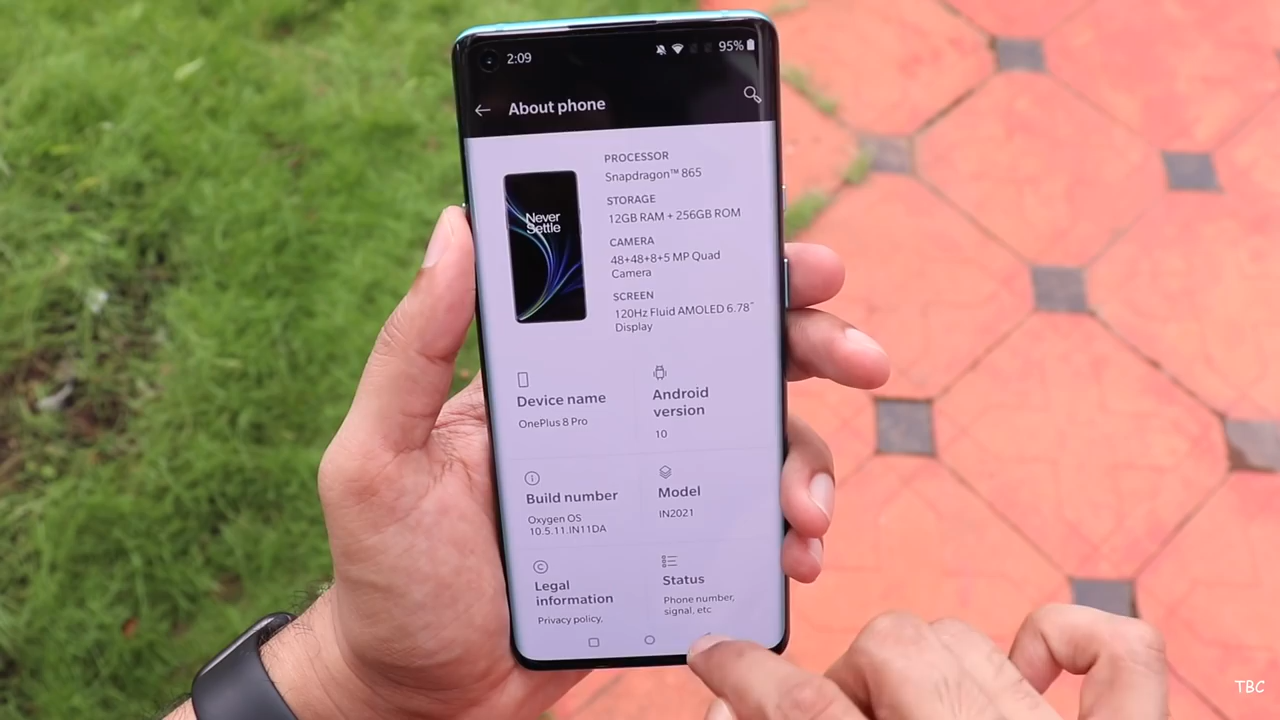 2:09
95%
About phone
PROCESSOR
Snapdragon™ 865
STORAGE
12GB RAM + 256GB ROM
CAMERA
48+48+8+5 MP Quad
Camera
SCREEN
120Hz Fluid AMOLED 6.78"
Display
Never
Settle
Device name
OnePlus 8 Pro
Android
version
10
Build number
Oxygen OS
10.5.11.IN11DA
Model
IN2021
Legal
information
Privacy policy,
Status
Phone number,
signal, etc
TBC